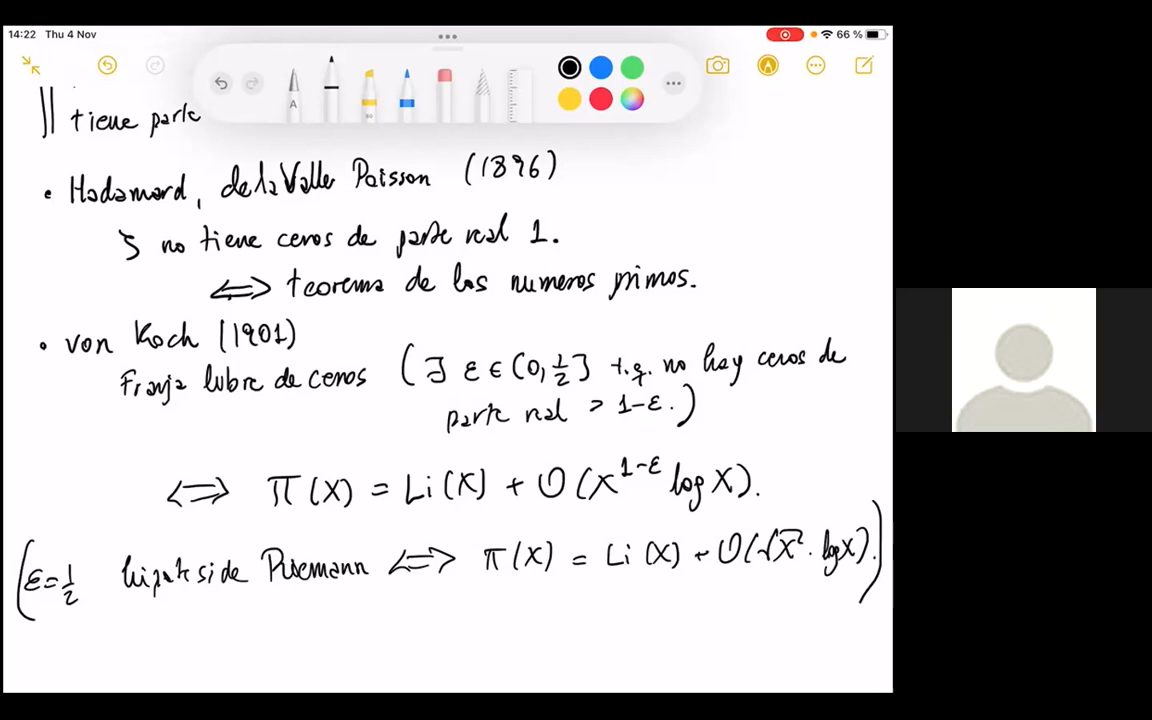 14:22 Thu 4 Nov
66 %
A
tiene parte
• Hadamard, de la Valle Poisson (1896)
ζ no tiene ceros de parte real 1.
⟺ teorema de los numeros primos.
• von Koch (1901)
Franja libre de ceros (∃ ε ∈ (0, 1/2] t.q. no hay ceros de
parte real > 1-ε.)
⟺ π(x) = Li(x) + O(x^{1-ε} log x).
(ε = 1/2 hipotesis de Riemann ⟺ π(x) = Li(x) + O(√x · log x).)